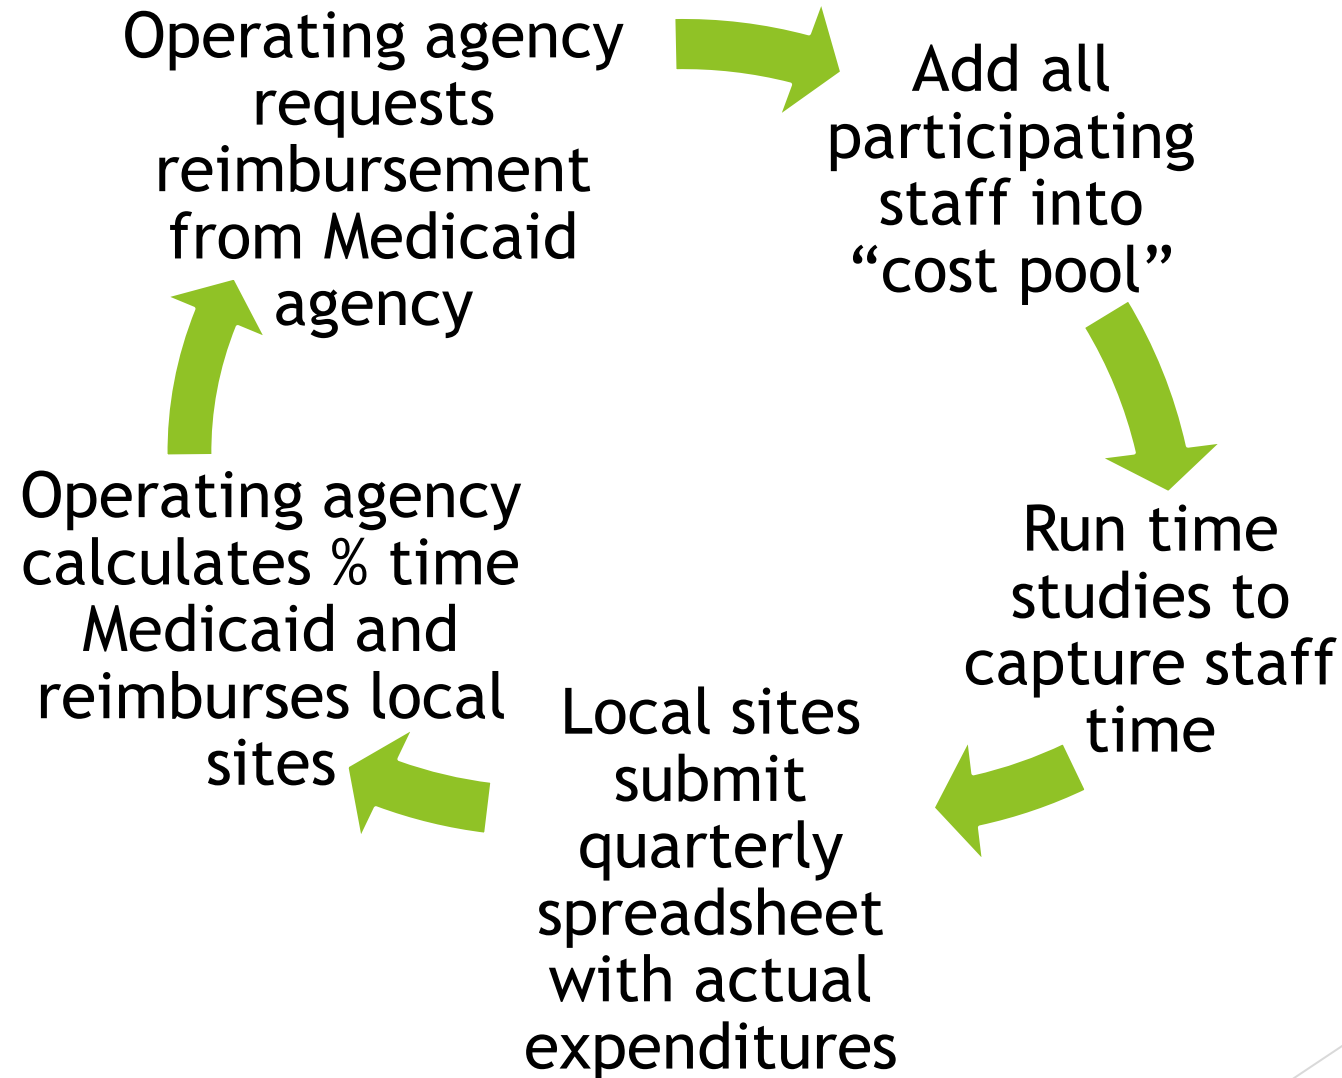 Operating agency
requests
reimbursement
from Medicaid
agency
Add all
participating
staff into
“cost pool”
Run time
studies to
capture staff
time
Local sites
submit
quarterly
spreadsheet
with actual
expenditures
Operating agency
calculates % time
Medicaid and
reimburses local
sites